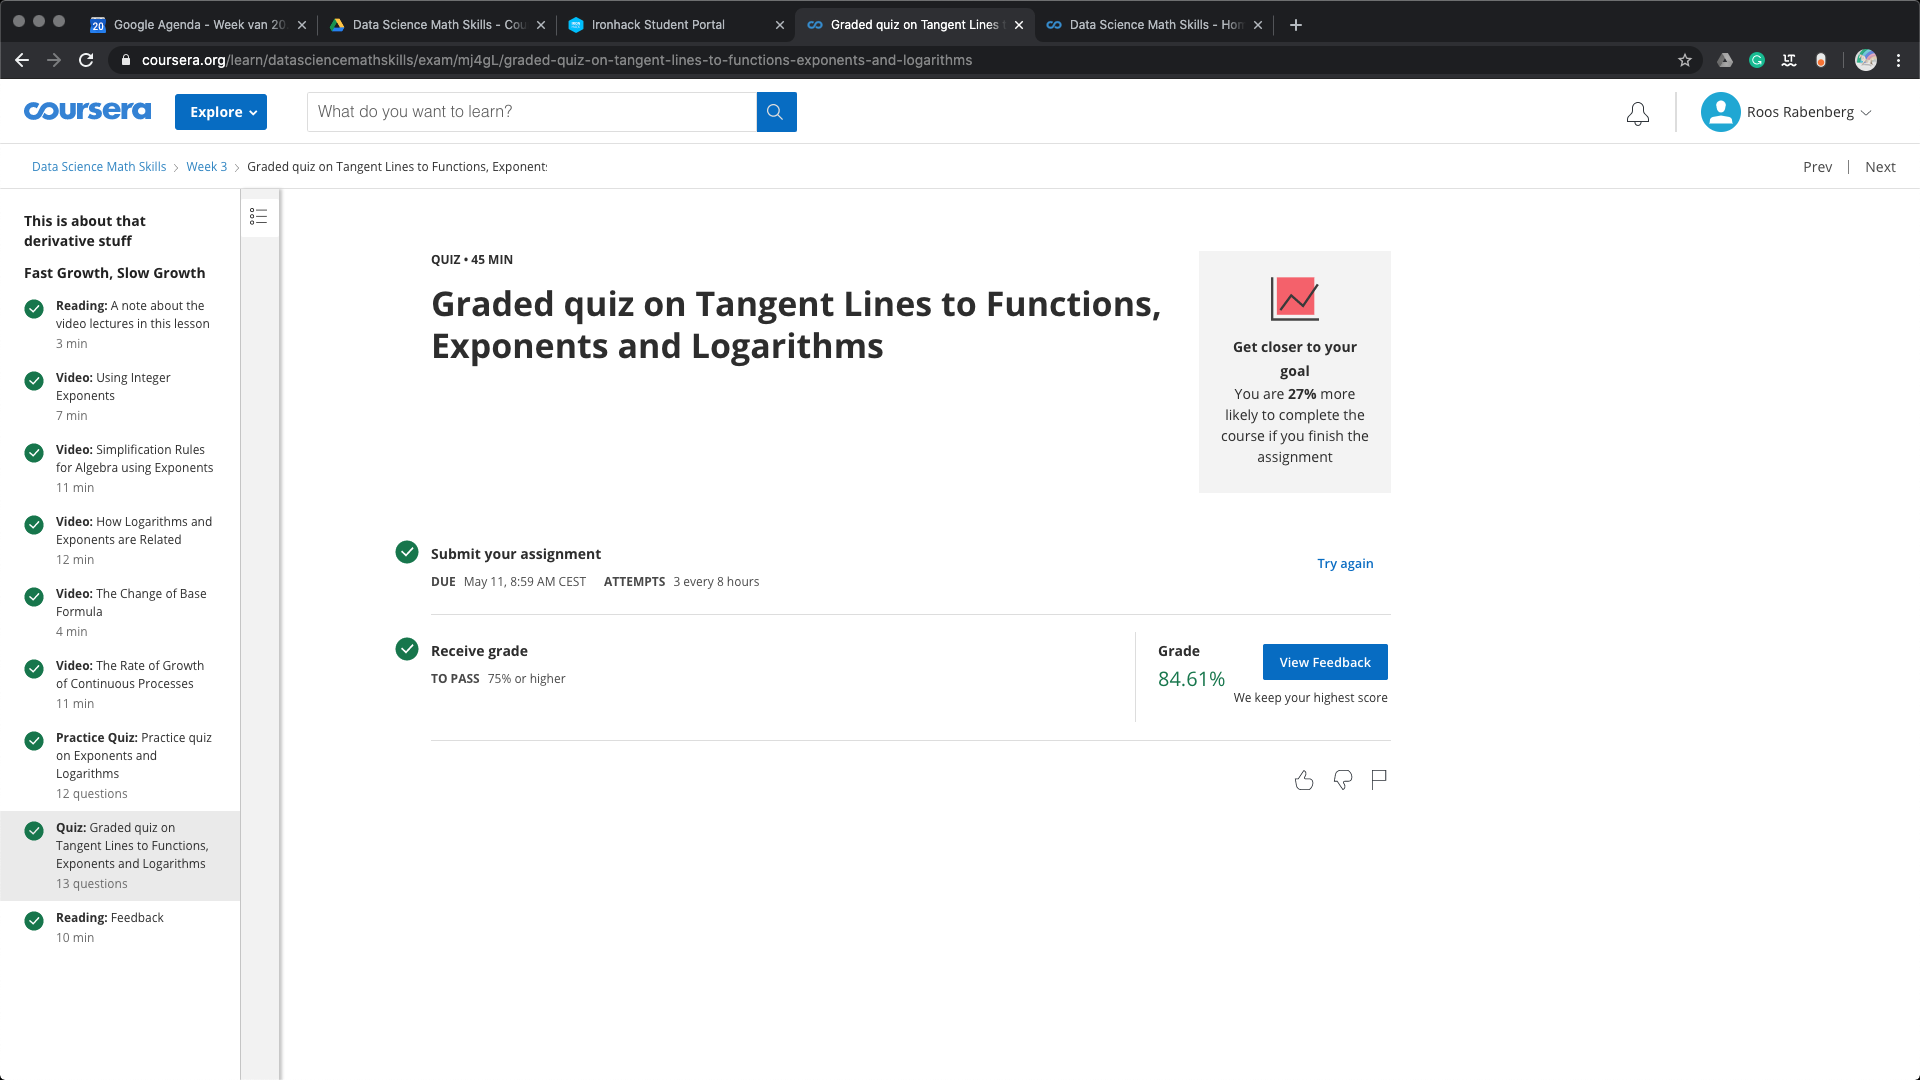 Google Agenda - Week van 20
Data Science Math Skills - Cou
Ironhack Student Portal
Graded quiz on Tangent Lines t
Data Science Math Skills - Hom
coursera.org/learn/datasciencemathskills/exam/mj4gL/graded-quiz-on-tangent-lines-to-functions-exponents-and-logarithms
coursera
Explore
What do you want to learn?
Roos Rabenberg
Data Science Math Skills
Week 3
Graded quiz on Tangent Lines to Functions, Exponents
Prev
Next
This is about that
derivative stuff
Fast Growth, Slow Growth
Reading: A note about the
video lectures in this lesson
3 min
Video: Using Integer
Exponents
7 min
Video: Simplification Rules
for Algebra using Exponents
11 min
Video: How Logarithms and
Exponents are Related
12 min
Video: The Change of Base
Formula
4 min
Video: The Rate of Growth
of Continuous Processes
11 min
Practice Quiz: Practice quiz
on Exponents and
Logarithms
12 questions
Quiz: Graded quiz on
Tangent Lines to Functions,
Exponents and Logarithms
13 questions
Reading: Feedback
10 min
QUIZ • 45 MIN
Graded quiz on Tangent Lines to Functions,
Exponents and Logarithms
Get closer to your
goal
You are 27% more
likely to complete the
course if you finish the
assignment
Submit your assignment
DUE May 11, 8:59 AM CEST ATTEMPTS 3 every 8 hours
Try again
Receive grade
TO PASS 75% or higher
Grade
84.61%
View Feedback
We keep your highest score